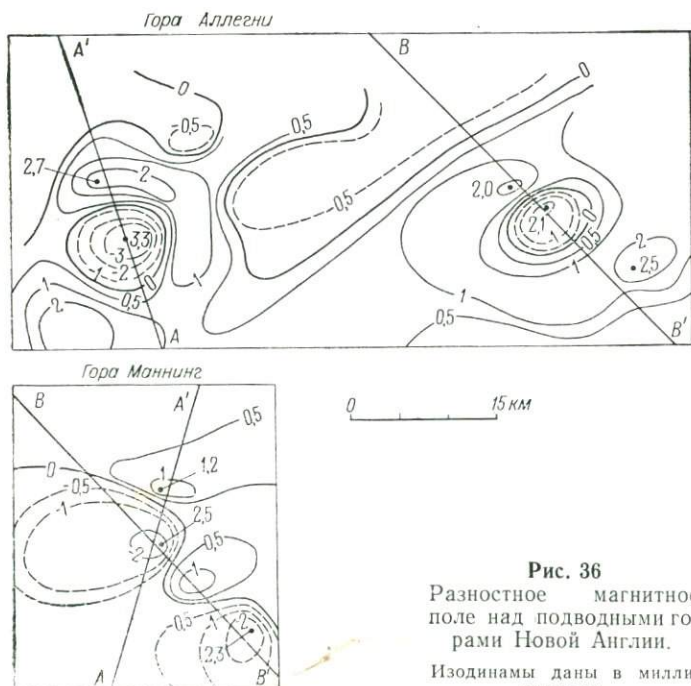 Гора Аллегни
A' B
0
-0,5
0,5
0
2,7 2
0,5
2,0
3,3
-3
-2
1
2,1
-1
0
0,5
1
2
2,5
1
0
0,5
1
2
1
0,5
A
B'
Гора Маннинг
B A'
0,5
0 15 км
0
1 1,2
-0,5
-1
2,5
-2
0,5
1
0,5
-1
2
2,3
A B'
Рис. 36
Разностное магнитно
поле над подводными го
рами Новой Англии.
Изодинамы даны в милли